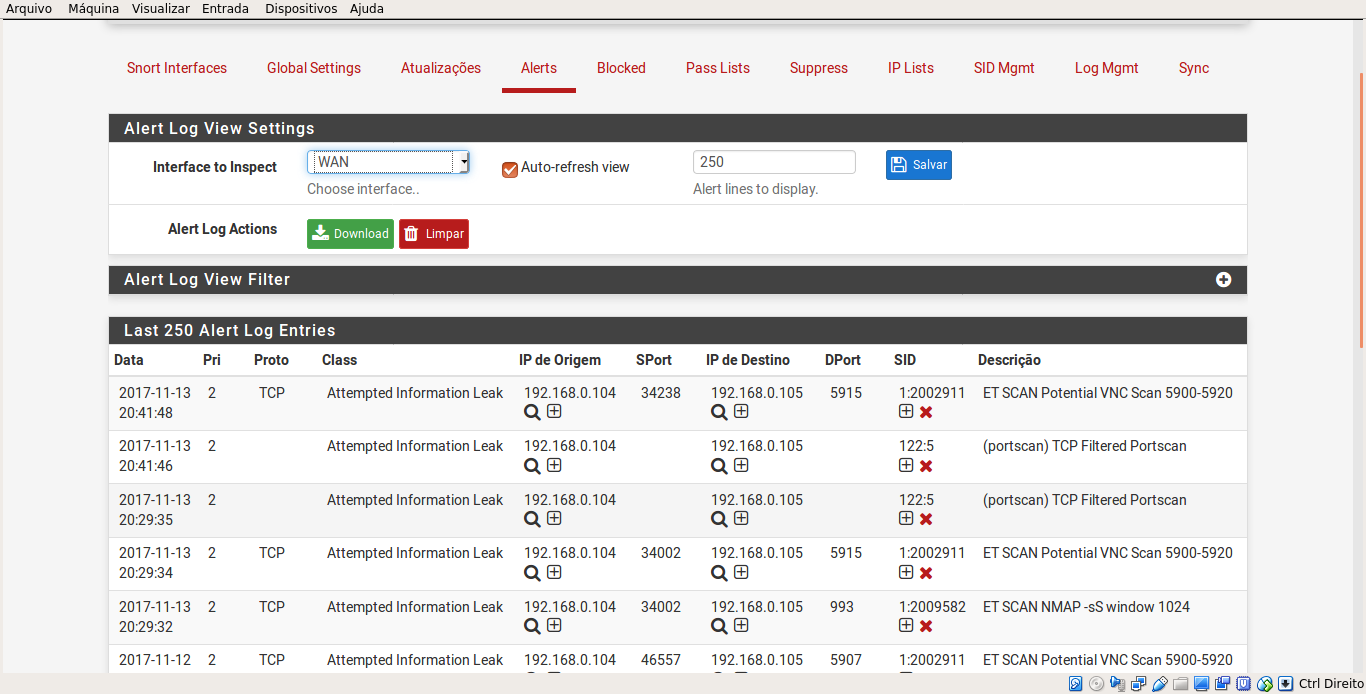 Arquivo Máquina Visualizar Entrada Dispositivos Ajuda
Snort Interfaces Global Settings Atualizações Alerts Blocked Pass Lists Suppress IP Lists SID Mgmt Log Mgmt Sync
Alert Log View Settings
Interface to Inspect WAN Auto-refresh view 250 Salvar
Choose interface.. Alert lines to display.
Alert Log Actions Download Limpar
Alert Log View Filter
Last 250 Alert Log Entries
Data Pri Proto Class IP de Origem SPort IP de Destino DPort SID Descrição
2017-11-13 2 TCP Attempted Information Leak 192.168.0.104 34238 192.168.0.105 5915 1:2002911 ET SCAN Potential VNC Scan 5900-5920
20:41:48
2017-11-13 2 Attempted Information Leak 192.168.0.104 192.168.0.105 122:5 (portscan) TCP Filtered Portscan
20:41:46
2017-11-13 2 Attempted Information Leak 192.168.0.104 192.168.0.105 122:5 (portscan) TCP Filtered Portscan
20:29:35
2017-11-13 2 TCP Attempted Information Leak 192.168.0.104 34002 192.168.0.105 5915 1:2002911 ET SCAN Potential VNC Scan 5900-5920
20:29:34
2017-11-13 2 TCP Attempted Information Leak 192.168.0.104 34002 192.168.0.105 993 1:2009582 ET SCAN NMAP -sS window 1024
20:29:32
2017-11-12 2 TCP Attempted Information Leak 192.168.0.104 46557 192.168.0.105 5907 1:2002911 ET SCAN Potential VNC Scan 5900-5920
Ctrl Direito